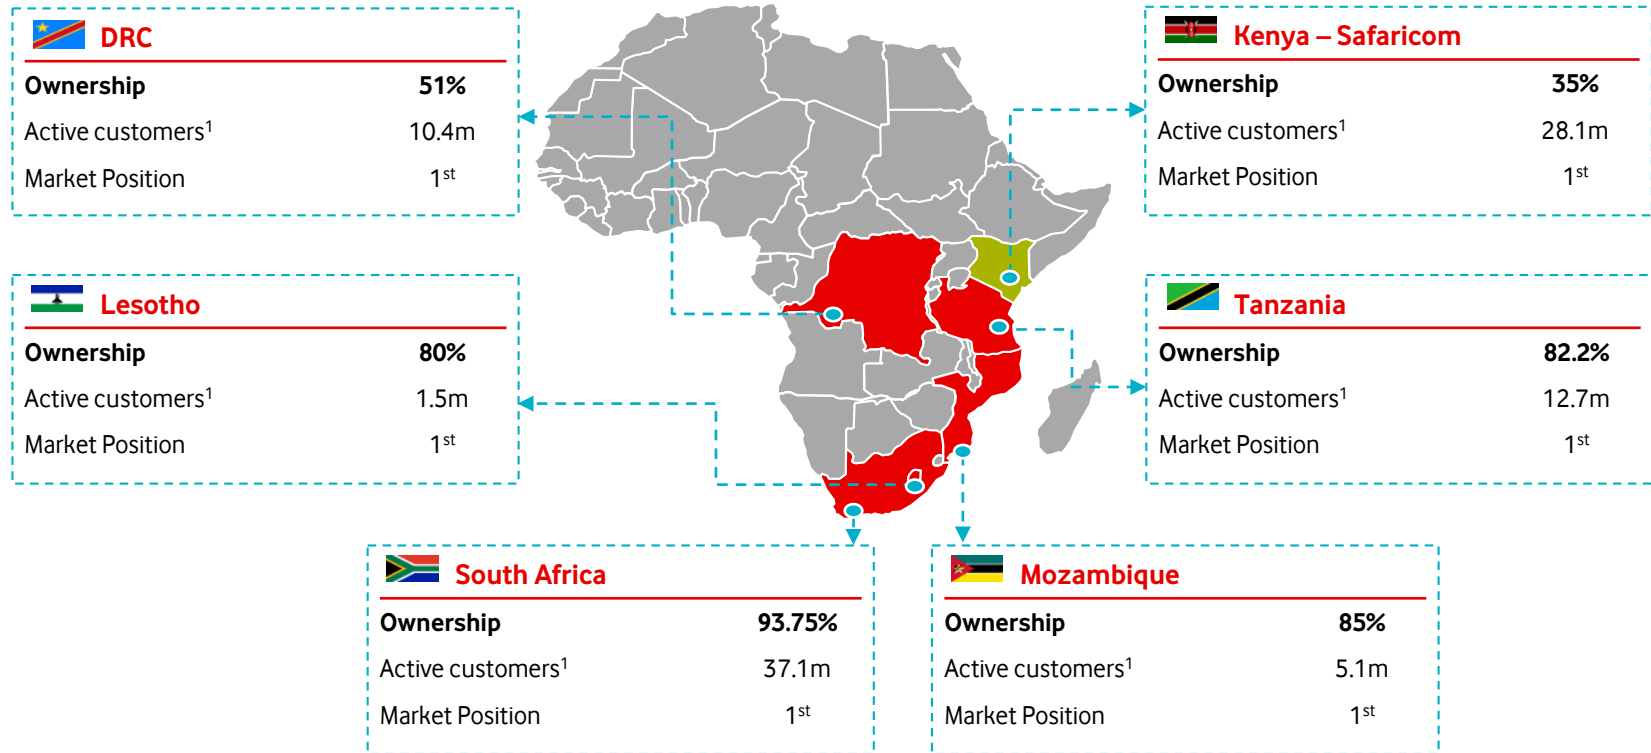 DRC
Ownership 51%
Active customers¹ 10.4m
Market Position 1st
Kenya – Safaricom
Ownership 35%
Active customers¹ 28.1m
Market Position 1st
Lesotho
Ownership 80%
Active customers¹ 1.5m
Market Position 1st
Tanzania
Ownership 82.2%
Active customers¹ 12.7m
Market Position 1st
South Africa
Ownership 93.75%
Active customers¹ 37.1m
Market Position 1st
Mozambique
Ownership 85%
Active customers¹ 5.1m
Market Position 1st